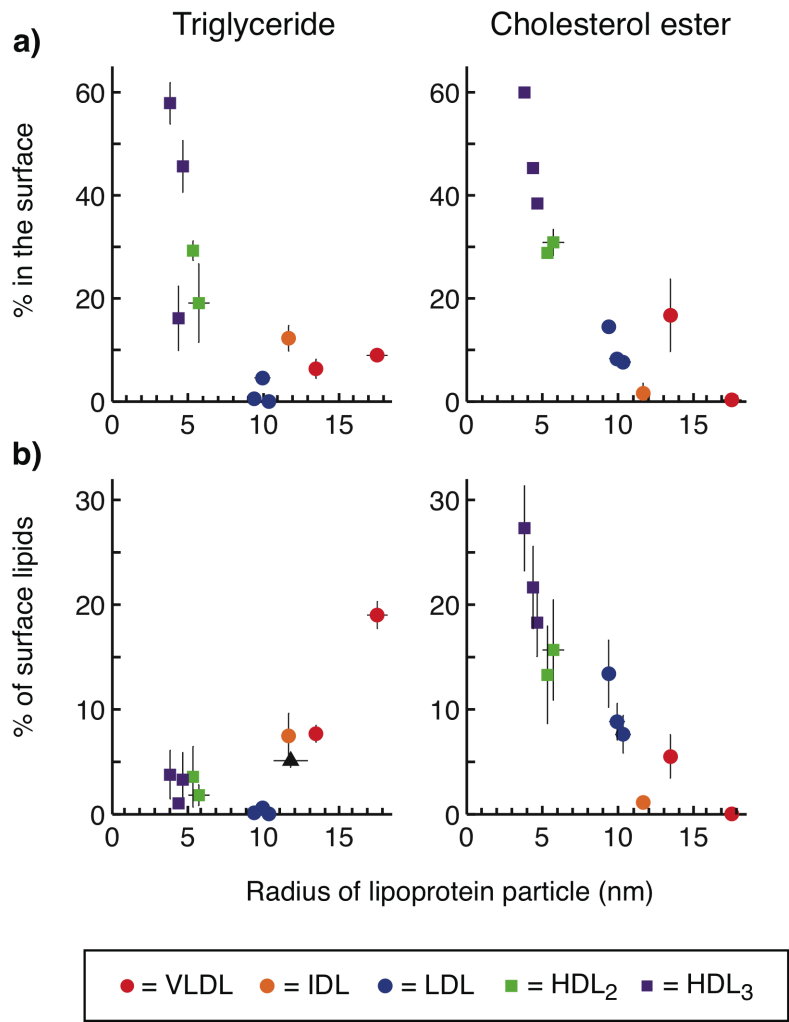 a)
Triglyceride
Cholesterol ester
% in the surface
60
40
20
0
0 5 10 15
60
40
20
0
0 5 10 15
b)
% of surface lipids
30
20
10
0
0 5 10 15
30
20
10
0
0 5 10 15
Radius of lipoprotein particle (nm)
= VLDL = IDL = LDL = HDL₂ = HDL₃